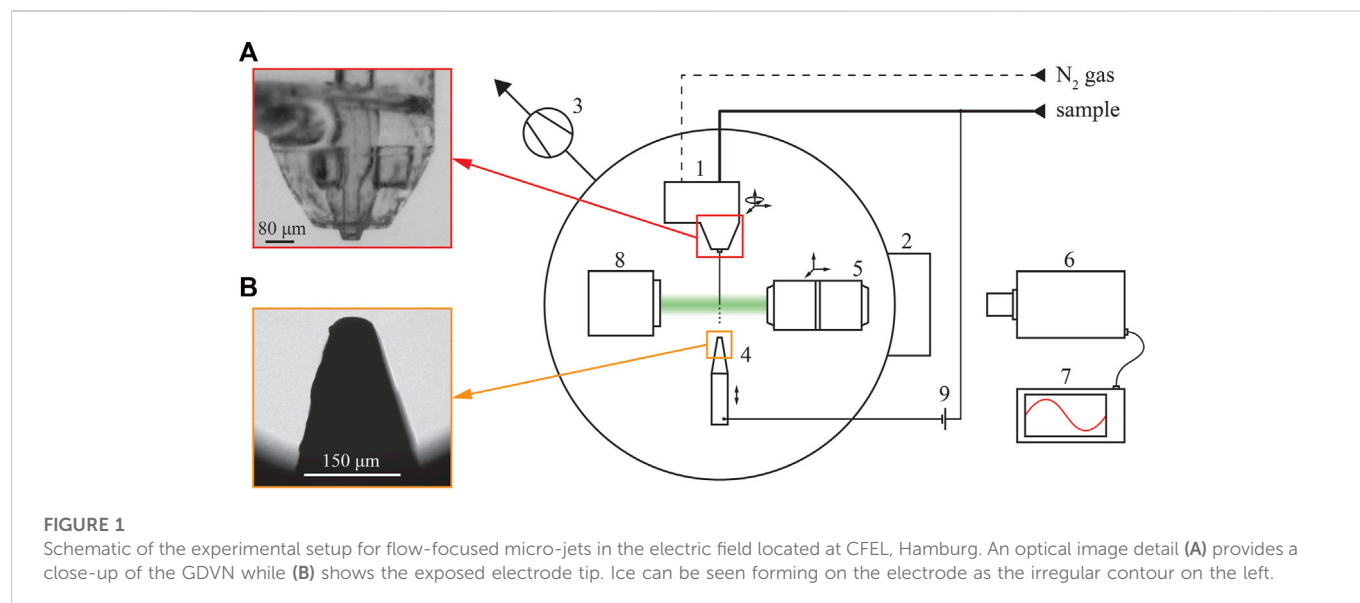 A
80 μm
B
150 μm
N₂ gas
sample
1
2
3
4
5
6
7
8
9
FIGURE 1
Schematic of the experimental setup for flow-focused micro-jets in the electric field located at CFEL, Hamburg. An optical image detail (A) provides a
close-up of the GDVN while (B) shows the exposed electrode tip. Ice can be seen forming on the electrode as the irregular contour on the left.